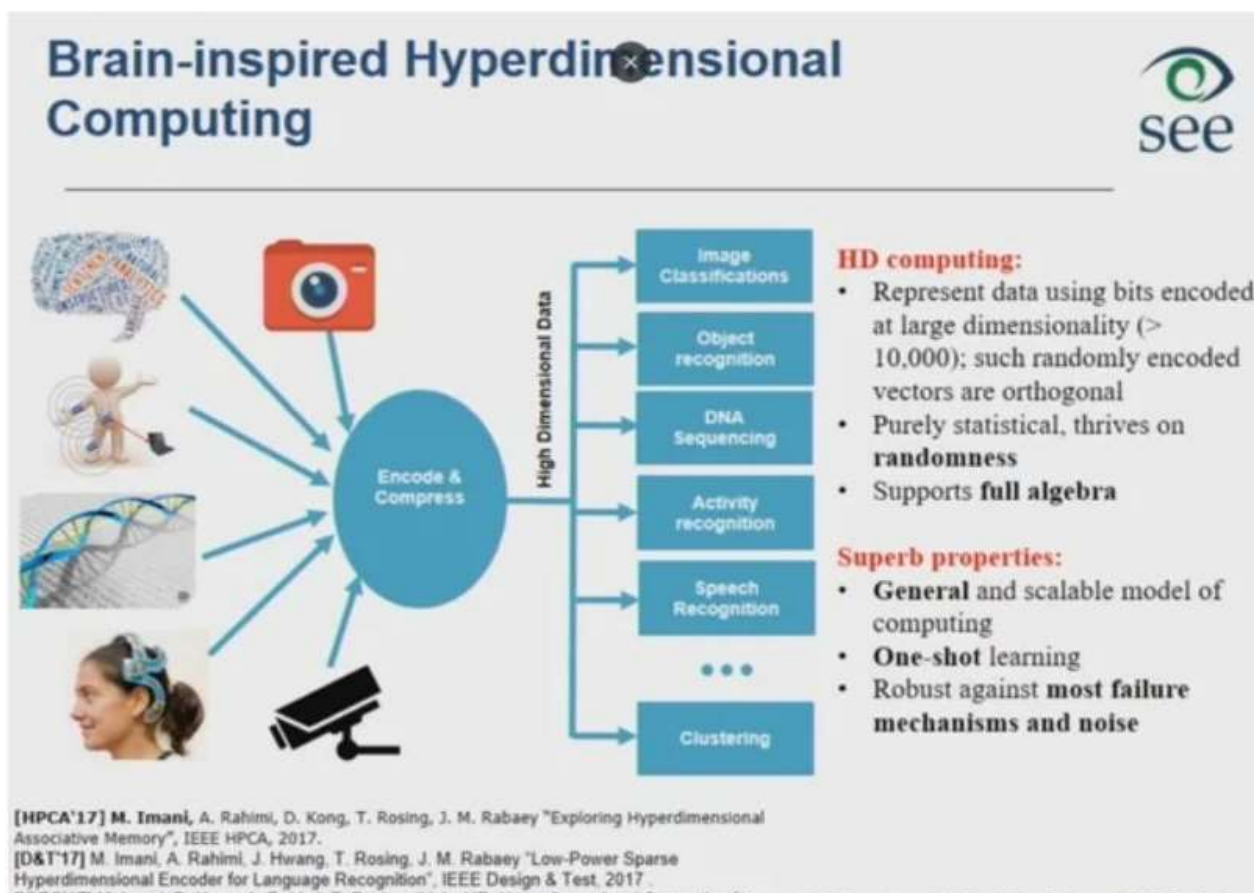 Brain-inspired Hyperdimensional
Computing
see
SENTIMENT
ANALYTICS
High Dimensional Data
Encode &
Compress
Image
Classifications
Object
recognition
DNA
Sequencing
Activity
recognition
Speech
Recognition
Clustering
HD computing:
• Represent data using bits encoded
at large dimensionality (>
10,000); such randomly encoded
vectors are orthogonal
• Purely statistical, thrives on
randomness
• Supports full algebra
Superb properties:
• General and scalable model of
computing
• One-shot learning
• Robust against most failure
mechanisms and noise
[HPCA'17] M. Imani, A. Rahimi, D. Kong, T. Rosing, J. M. Rabaey "Exploring Hyperdimensional
Associative Memory", IEEE HPCA, 2017.
[D&T'17] M. Imani, A. Rahimi, J. Hwang, T. Rosing, J. M. Rabaey "Low-Power Sparse
Hyperdimensional Encoder for Language Recognition", IEEE Design & Test, 2017.